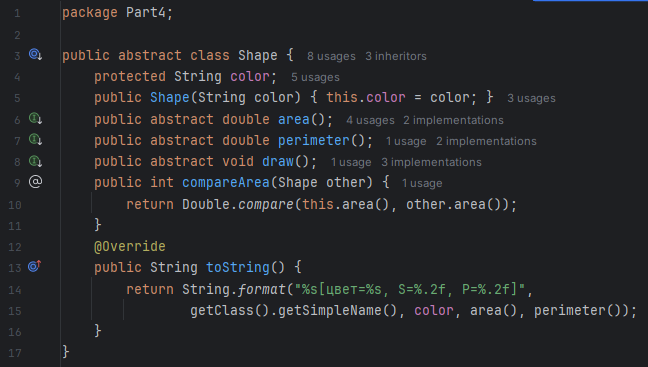 1 package Part4;
2
3 public abstract class Shape { 8 usages 3 inheritors
4 protected String color; 5 usages
5 public Shape(String color) { this.color = color; } 3 usages
6 public abstract double area(); 4 usages 2 implementations
7 public abstract double perimeter(); 1 usage 2 implementations
8 public abstract void draw(); 1 usage 3 implementations
9 @ public int compareArea(Shape other) { 1 usage
10 return Double.compare(this.area(), other.area());
11 }
12 @Override
13 public String toString() {
14 return String.format("%s[цвет=%s, S=%.2f, P=%.2f]",
15 getClass().getSimpleName(), color, area(), perimeter());
16 }
17 }